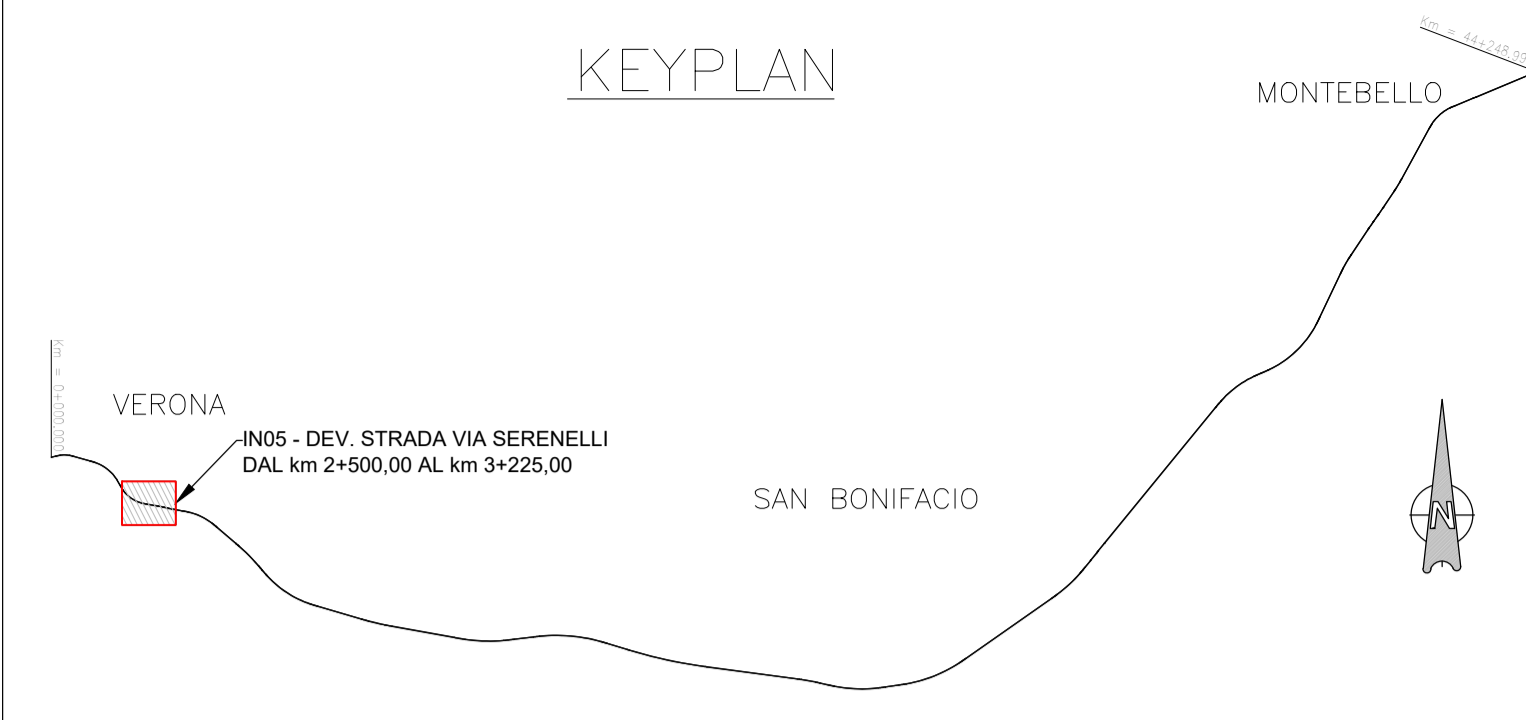 KEYPLAN
Km = 44+248.99
MONTEBELLO
Km = 0+000.000
VERONA
IN05 - DEV. STRADA VIA SERENELLI
DAL km 2+500,00 AL km 3+225,00
SAN BONIFACIO
N